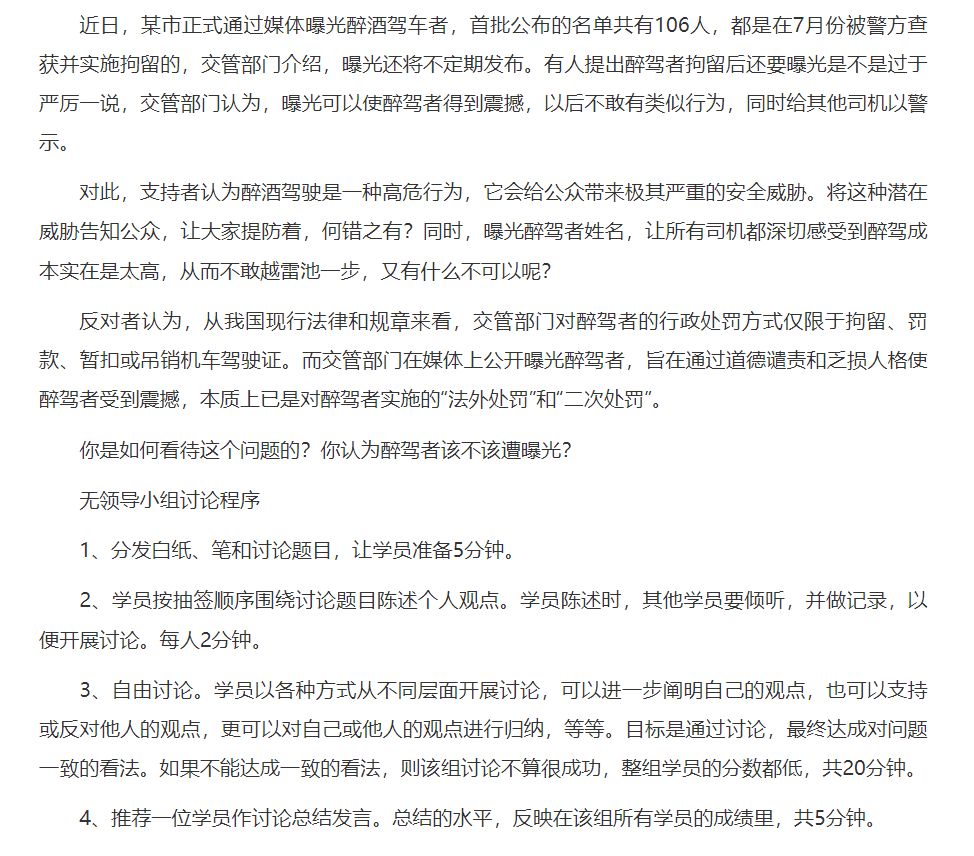 近日，某市正式通过媒体曝光醉酒驾车者，首批公布的名单共有106人，都是在7月份被警方查
获并实施拘留的，交管部门介绍，曝光还将不定期发布。有人提出醉驾者拘留后还要曝光是不是过于
严厉一说，交管部门认为，曝光可以使醉驾者得到震撼，以后不敢有类似行为，同时给其他司机以警
示。
对此，支持者认为醉酒驾驶是一种高危行为，它会给公众带来极其严重的安全威胁。将这种潜在
威胁告知公众，让大家提防着，何错之有？同时，曝光醉驾者姓名，让所有司机都深切感受到醉驾成
本实在是太高，从而不敢越雷池一步，又有什么不可以呢？
反对者认为，从我国现行法律和规章来看，交管部门对醉驾者的行政处罚方式仅限于拘留、罚
款、暂扣或吊销机车驾驶证。而交管部门在媒体上公开曝光醉驾者，旨在通过道德谴责和乏损人格使
醉驾者受到震撼，本质上已是对醉驾者实施的“法外处罚”和“二次处罚”。
你是如何看待这个问题的？你认为醉驾者该不该遭曝光？
无领导小组讨论程序
1、分发白纸、笔和讨论题目，让学员准备5分钟。
2、学员按抽签顺序围绕讨论题目陈述个人观点。学员陈述时，其他学员要倾听，并做记录，以
便开展讨论。每人2分钟。
3、自由讨论。学员以各种方式从不同层面开展讨论，可以进一步阐明自己的观点，也可以支持
或反对他人的观点，更可以对自己或他人的观点进行归纳，等等。目标是通过讨论，最终达成对问题
一致的看法。如果不能达成一致的看法，则该组讨论不算很成功，整组学员的分数都低，共20分钟。
4、推荐一位学员作讨论总结发言。总结的水平，反映在该组所有学员的成绩里，共5分钟。